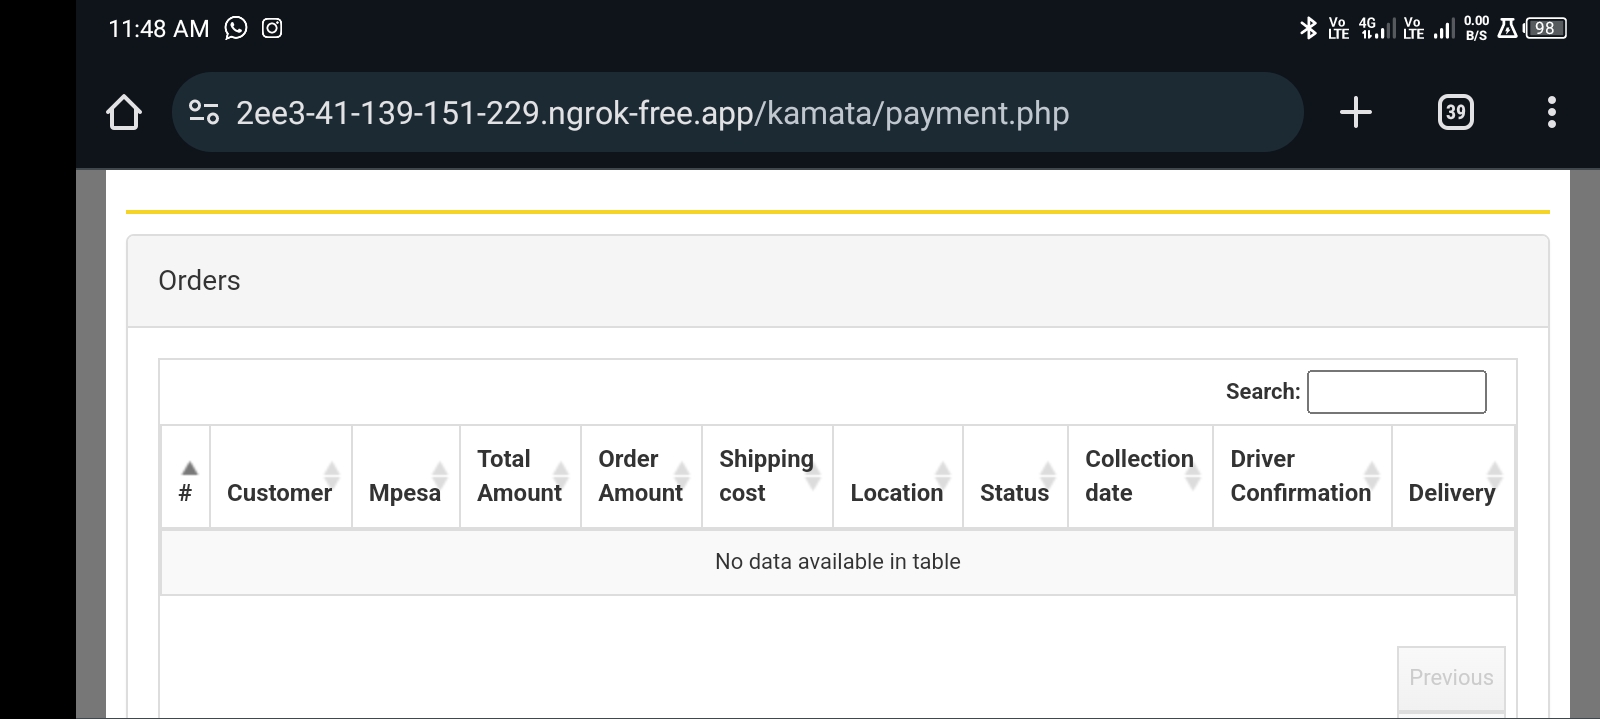 11:48 AM
Vo LTE 4G Vo LTE 0.00 B/S 98
2ee3-41-139-151-229.ngrok-free.app/kamata/payment.php
39
Orders
Search:
# Customer Mpesa Total Amount Order Amount Shipping cost Location Status Collection date Driver Confirmation Delivery
No data available in table
Previous